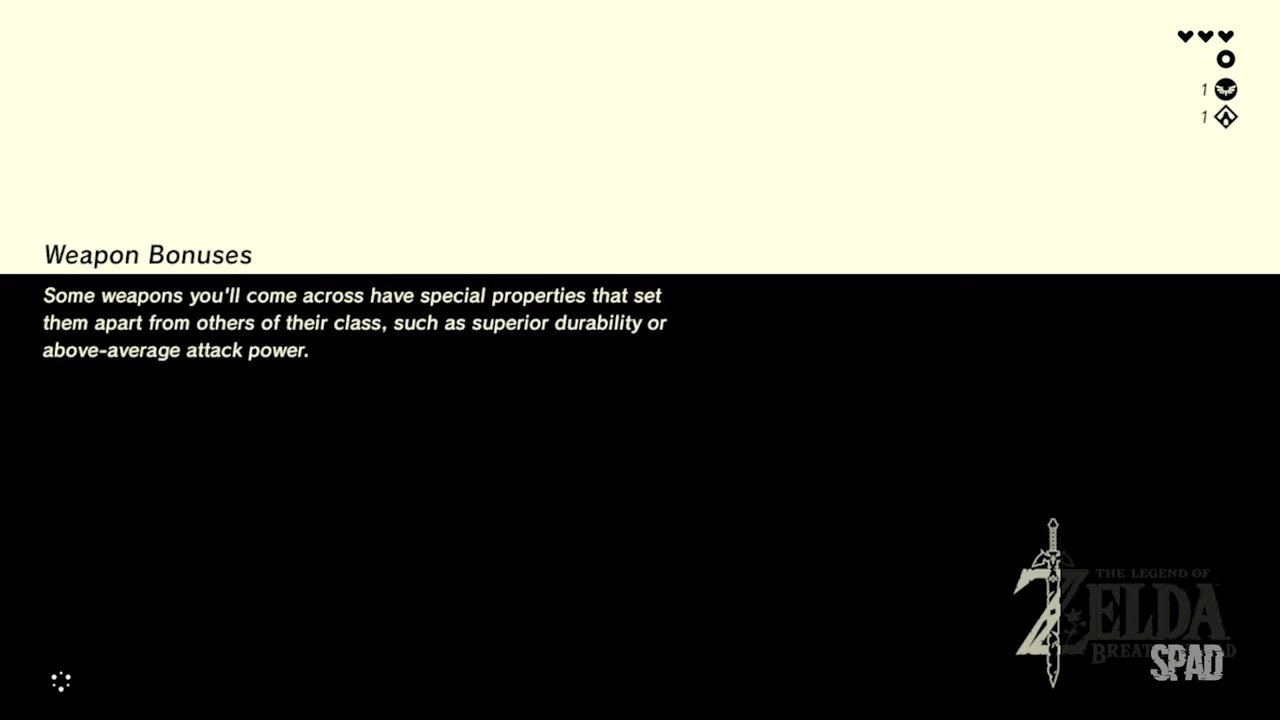 1
1
Weapon Bonuses
Some weapons you'll come across have special properties that set
them apart from others of their class, such as superior durability or
above-average attack power.
THE LEGEND OF
ZELDA
SPAD